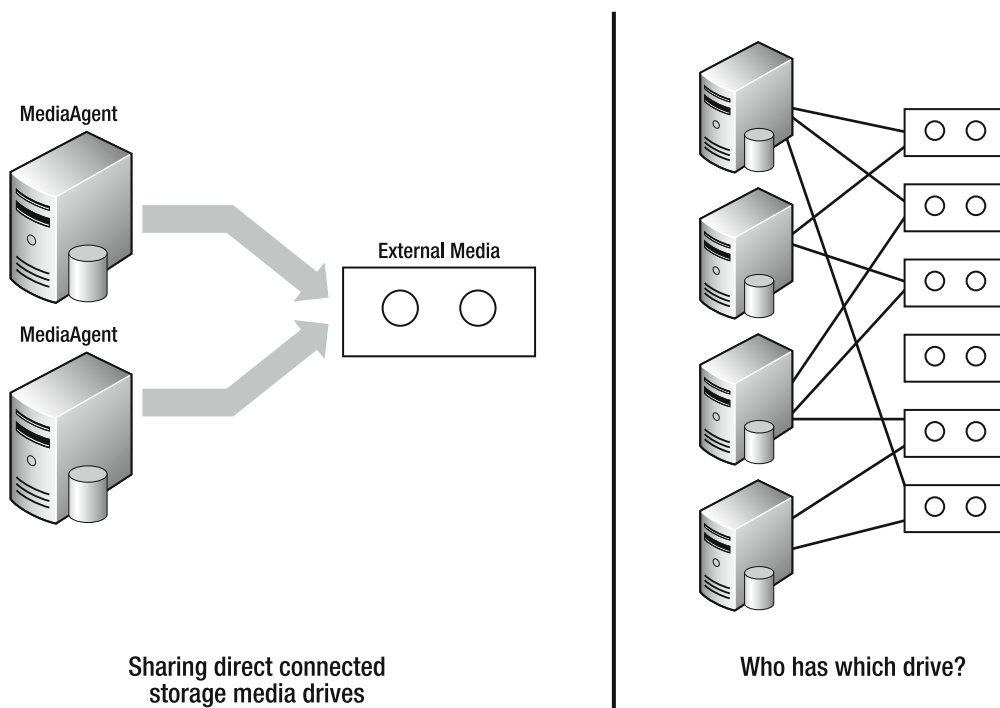 MediaAgent
External Media
MediaAgent
Sharing direct connected
storage media drives
Who has which drive?